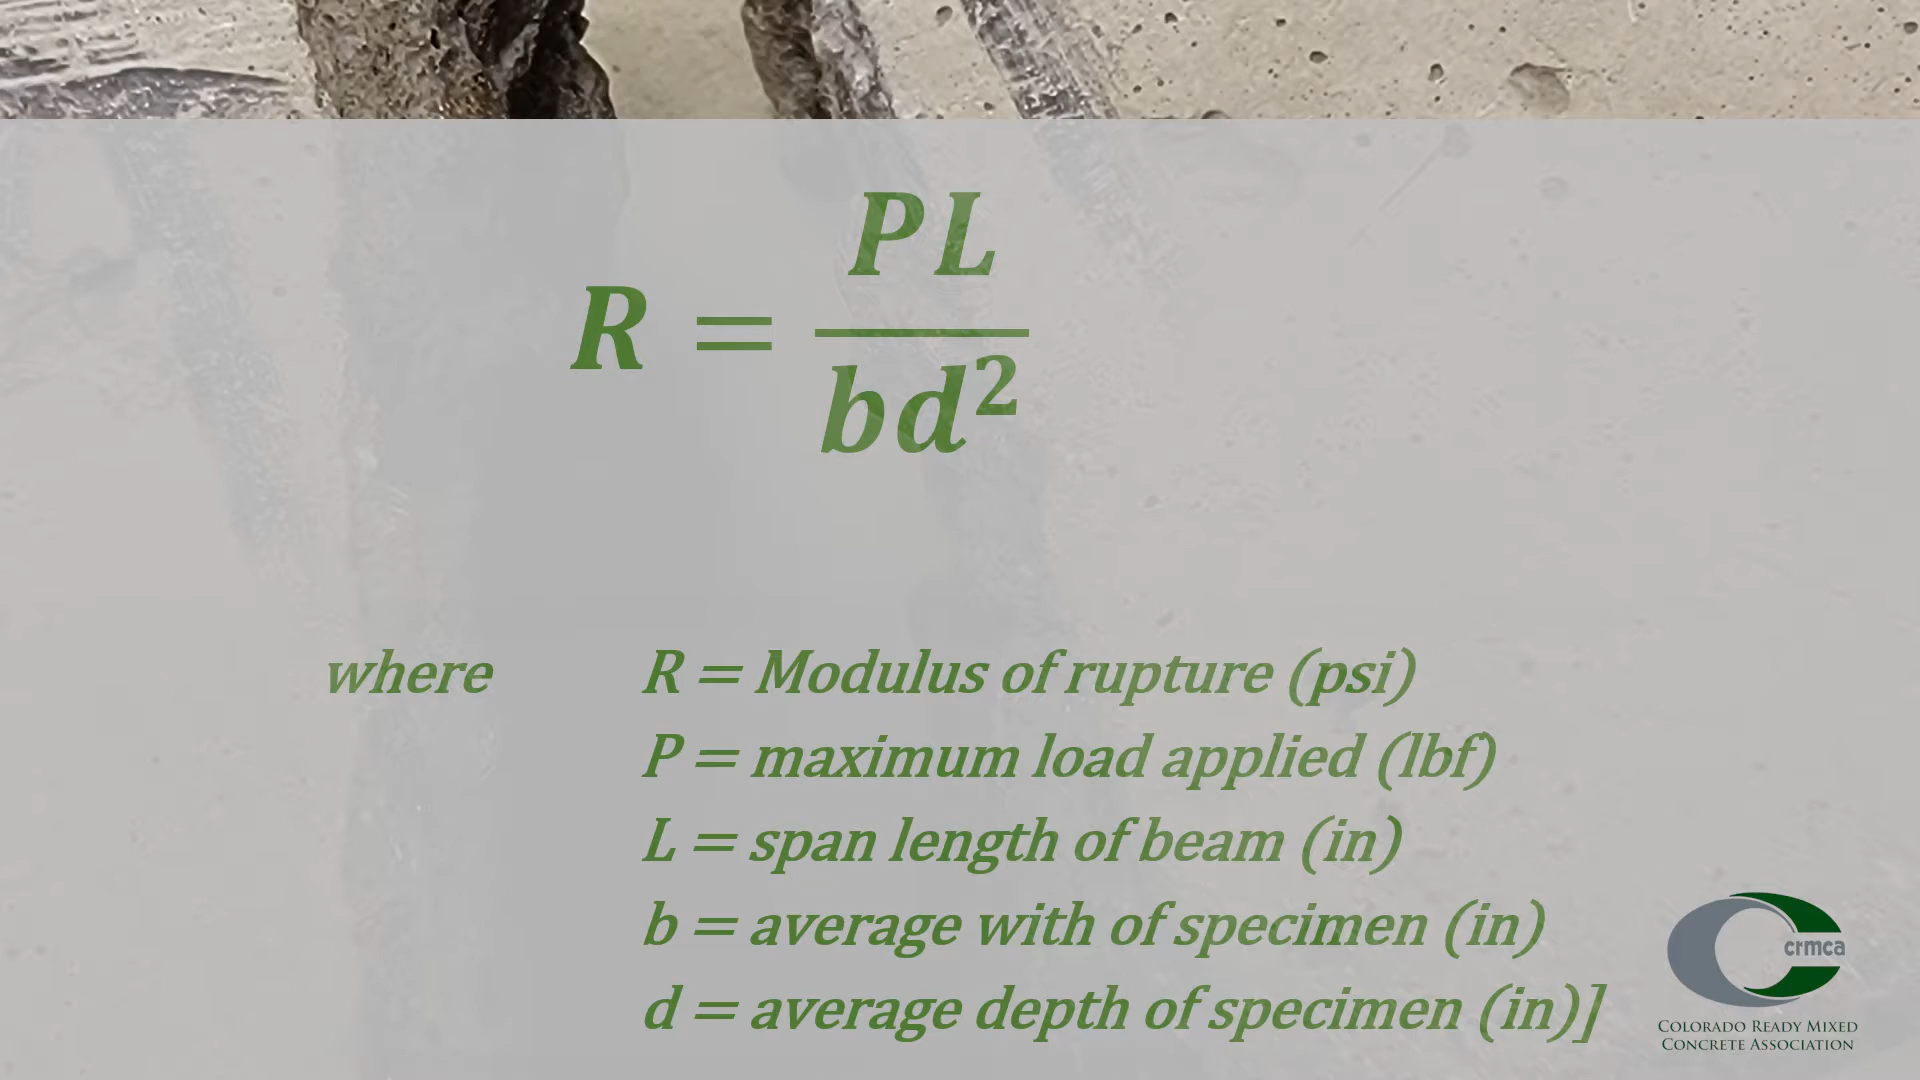 R = PL / bd²
where R = Modulus of rupture (psi)
P = maximum load applied (lbf)
L = span length of beam (in)
b = average with of specimen (in)
d = average depth of specimen (in)]
crmca
COLORADO READY MIXED
CONCRETE ASSOCIATION